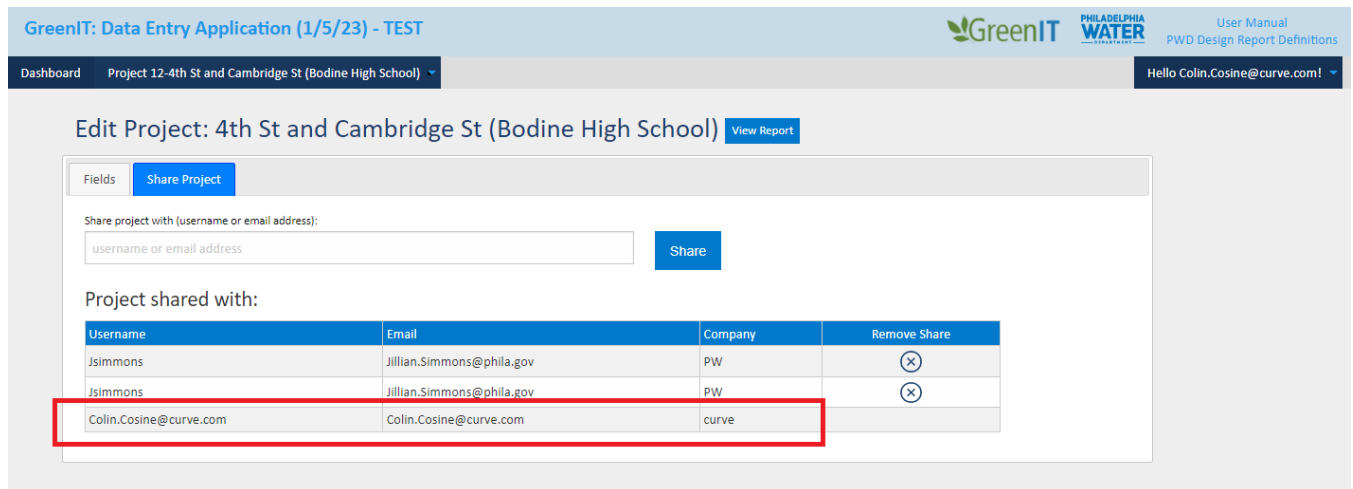 GreenIT: Data Entry Application (1/5/23) - TEST
GreenIT
PHILADELPHIA
WATER
DEPARTMENT
User Manual
PWD Design Report Definitions
Dashboard Project 12-4th St and Cambridge St (Bodine High School)
Hello Colin.Cosine@curve.com!
Edit Project: 4th St and Cambridge St (Bodine High School) View Report
Fields Share Project
Share project with (username or email address):
username or email address Share
Project shared with:
Username Email Company Remove Share
Jsimmons Jillian.Simmons@phila.gov PW
Jsimmons Jillian.Simmons@phila.gov PW
Colin.Cosine@curve.com Colin.Cosine@curve.com curve